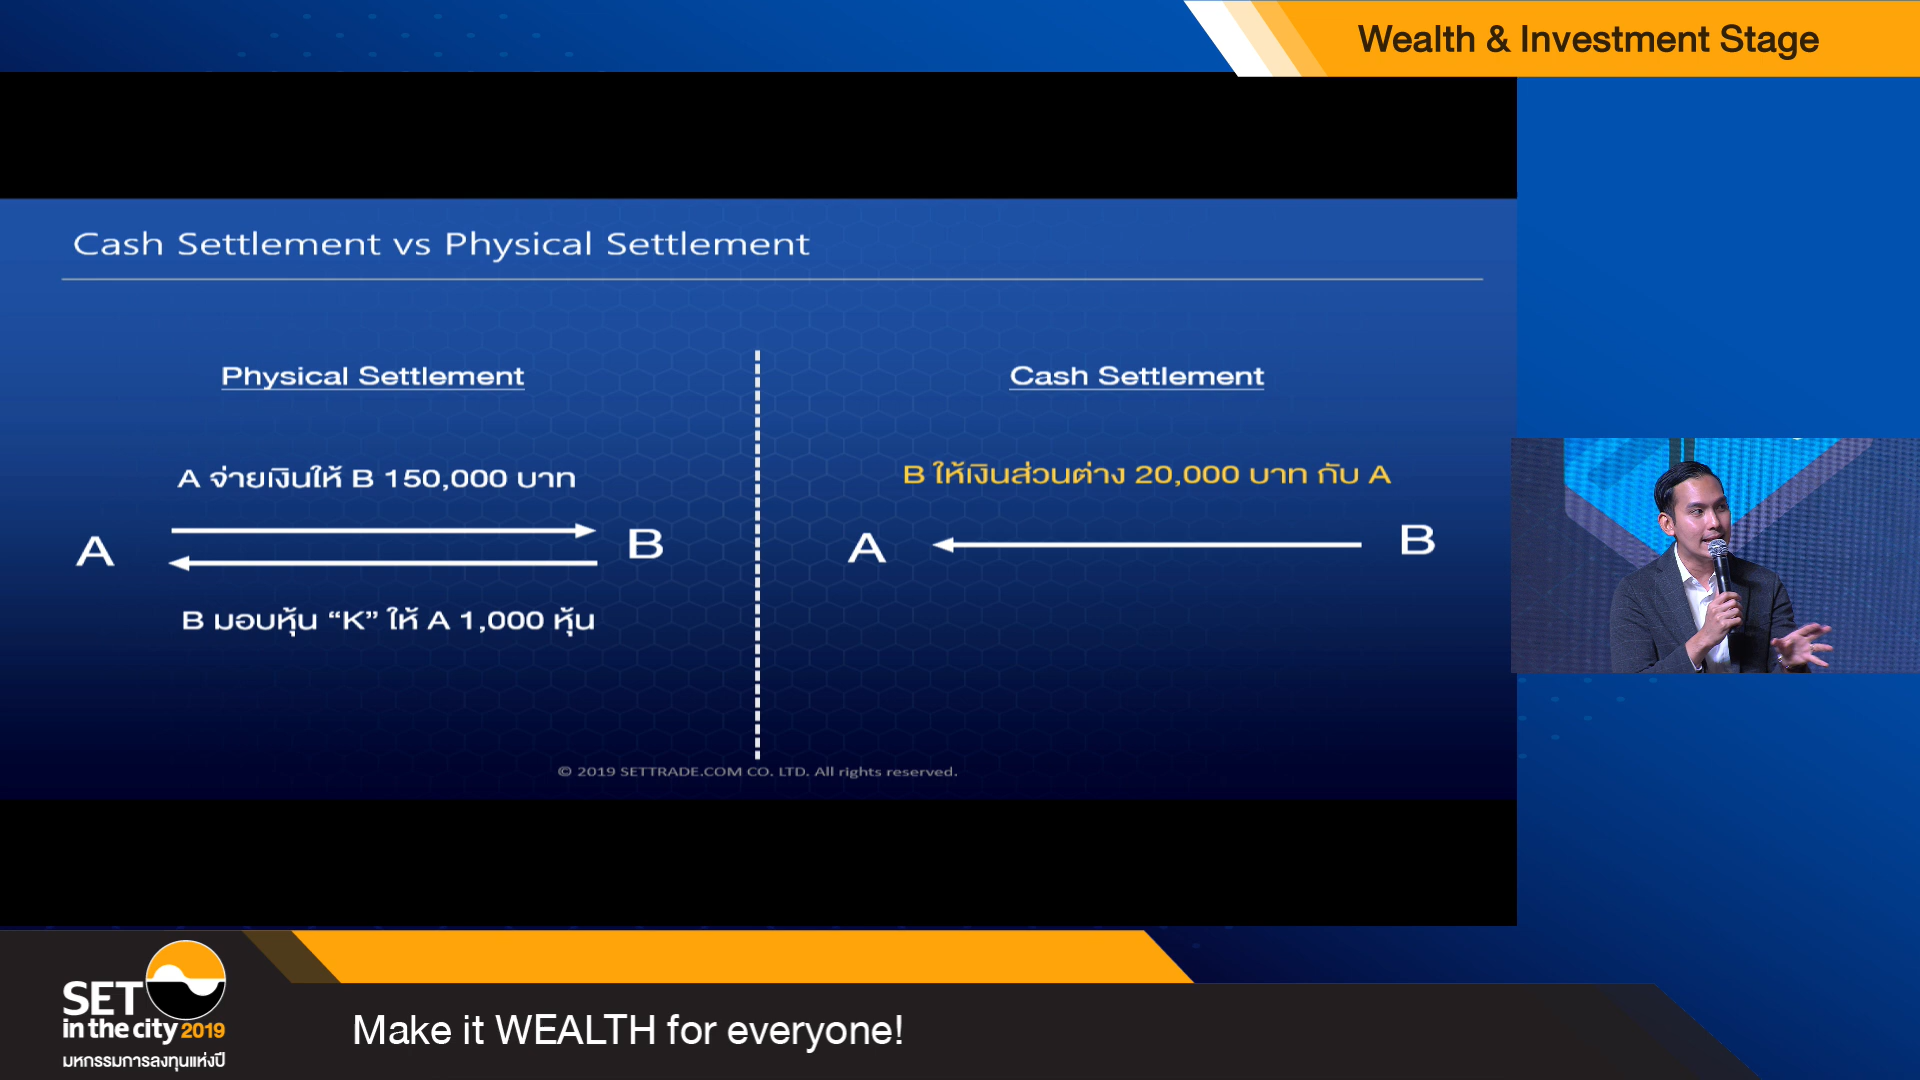 Wealth & Investment Stage
Cash Settlement vs Physical Settlement
Physical Settlement
A จ่ายเงินให้ B 150,000 บาท
A
B
B มอบหุ้น “K” ให้ A 1,000 หุ้น
Cash Settlement
B ให้เงินส่วนต่าง 20,000 บาท กับ A
A
B
© 2019 SETTRADE.COM CO. LTD. All rights reserved.
SET
in the city 2019
มหกรรมการลงทุนแห่งปี
Make it WEALTH for everyone!